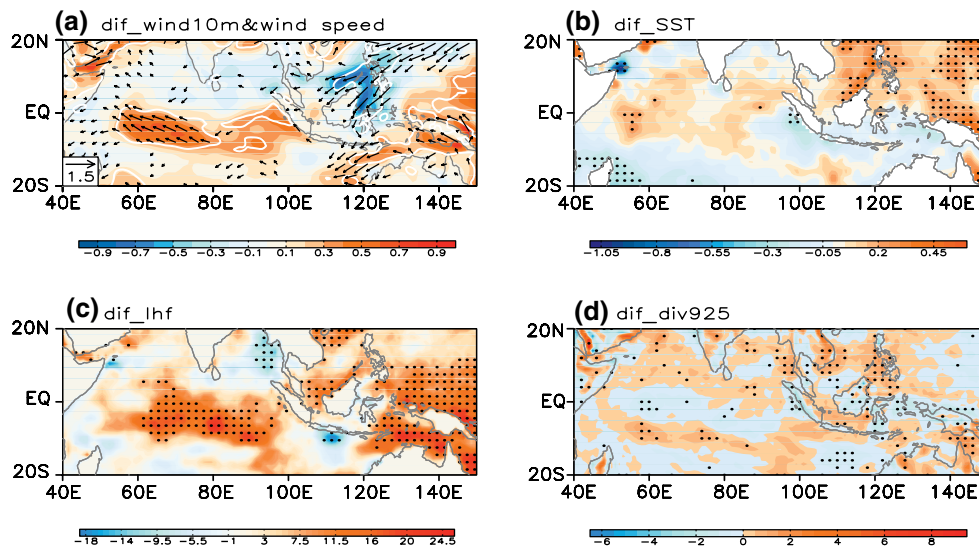 (a) dif_wind10m&wind speed
20N
EQ
20S
1.5
40E 60E 80E 100E 120E 140E
-0.9 -0.7 -0.5 -0.3 -0.1 0.1 0.3 0.5 0.7 0.9
(b) dif_SST
20N
EQ
20S
40E 60E 80E 100E 120E 140E
-1.05 -0.8 -0.55 -0.3 -0.05 0.2 0.45
(c) dif_lhf
20N
EQ
20S
40E 60E 80E 100E 120E 140E
-18 -14 -9.5 -5.5 -1 3 7.5 11.5 16 20 24.5
(d) dif_div925
20N
EQ
20S
40E 60E 80E 100E 120E 140E
-6 -4 -2 0 2 4 6 8